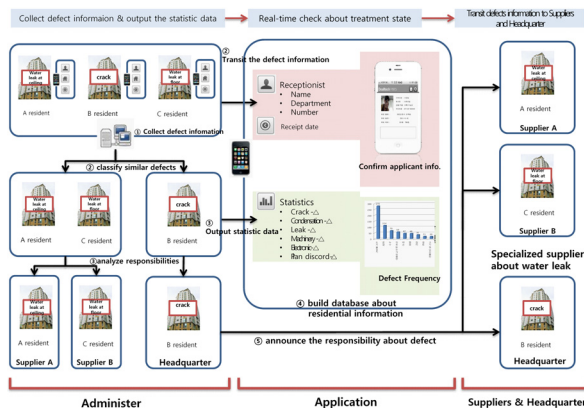 Collect defect informaion & output the statistic data
Real-time check about treatment state
Transit defects information to Suppliers
and Headquarter
②
Transit the defect information
Water
leak at
ceiling
crack
Water
leak at
floor
A resident
B resident
C resident
① Collect defect infomation
② classify similar defects
Water
leak at
ceiling
Water
leak at
floor
crack
A resident
C resident
B resident
③
Output statistic data
③analyze responsibilities
Water
leak at
ceiling
Water
leak at
floor
crack
A resident
C resident
B resident
Supplier A
Supplier B
Headquarter
Receptionist
• Name
• Department
• Number
Receipt date
Confirm applicant info.
Statistics
• Crack -△
• Condensation -△
• Leak -△
• Machinery -△
• Electronic -△
• Plan discord -△
Defect Frequency
④ build database about
residential information
⑤ announce the responsibility about defect
Water
leak at
ceiling
A resident
Supplier A
Water
leak at
floor
C resident
Supplier B
Specialized supplier
about water leak
crack
B resident
Headquarter
Administer
Application
Suppliers & Headquarter